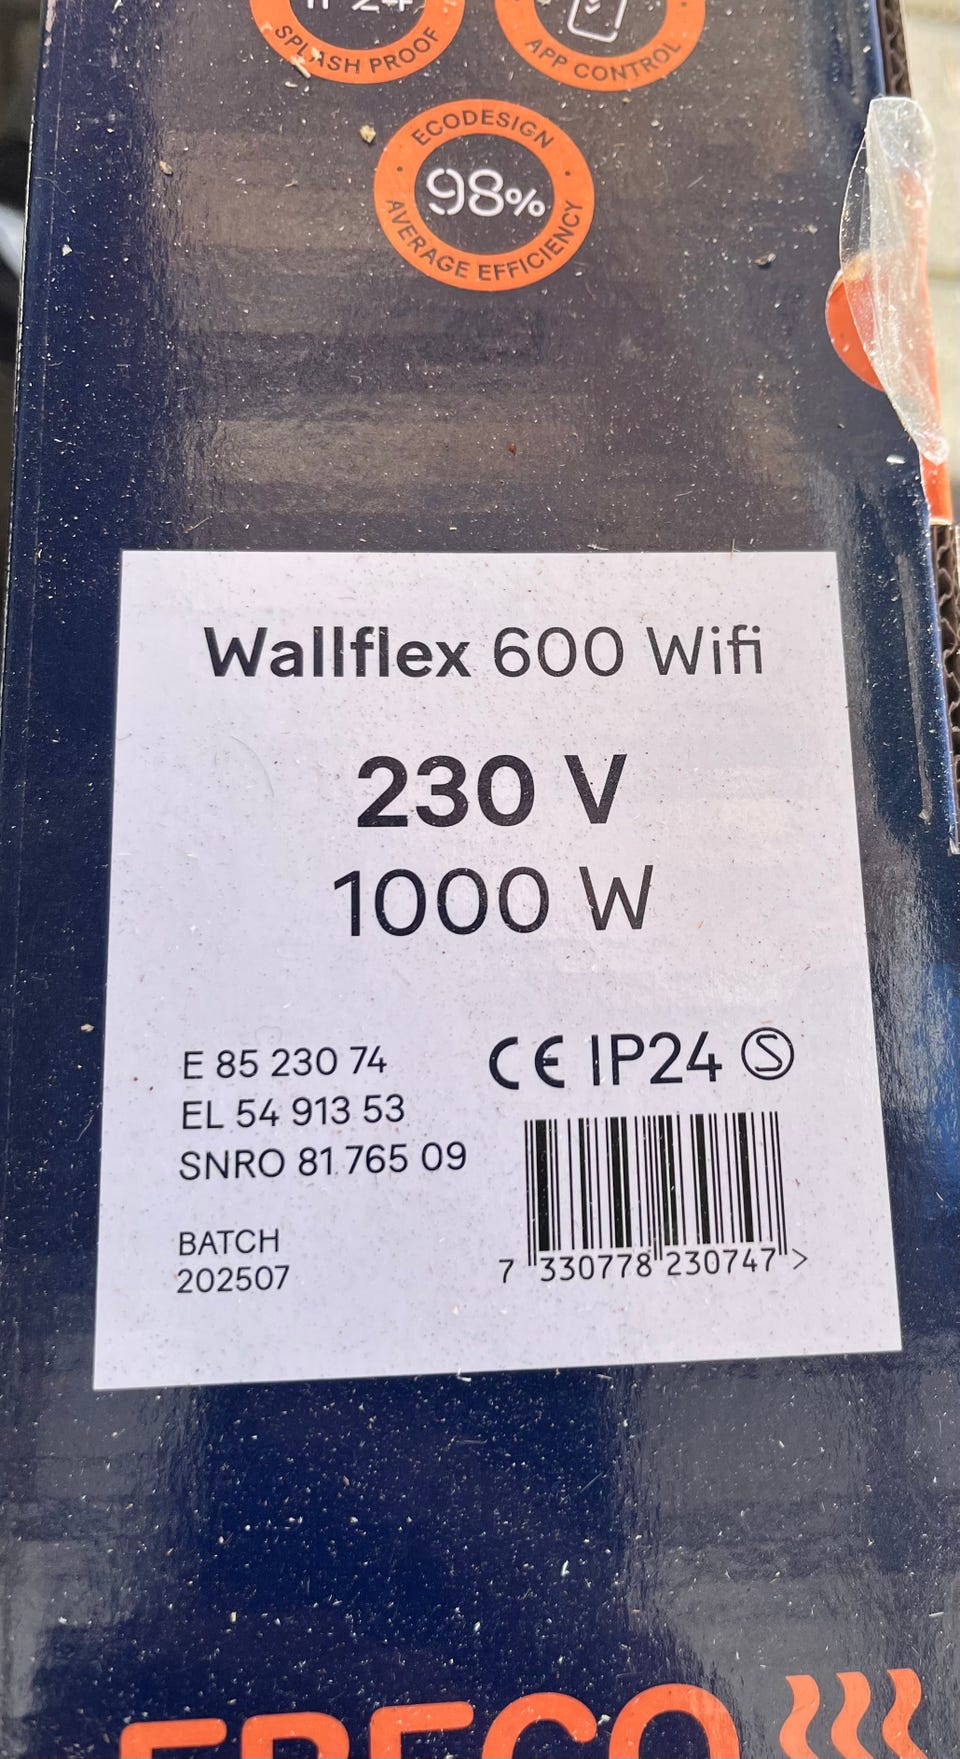 IP24
SPLASH PROOF
APP CONTROL
ECODESIGN
98%
AVERAGE EFFICIENCY
Wallflex 600 Wifi
230 V
1000 W
E 85 230 74
EL 54 913 53
SNRO 81 765 09
CE IP24 S
BATCH
202507
7 330778 230747 >